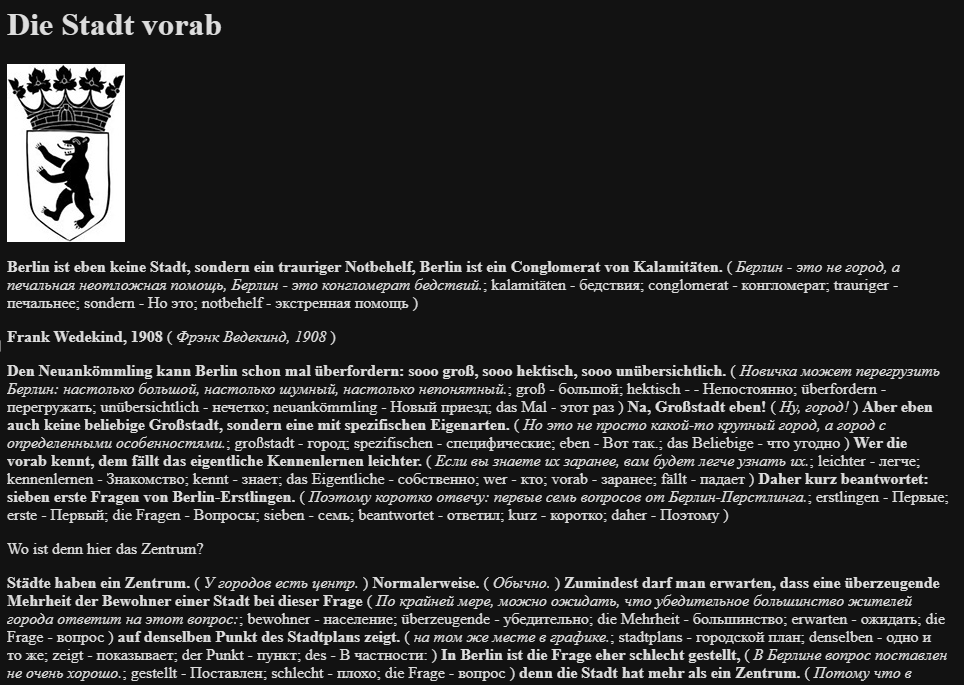 Die Stadt vorab
Berlin ist eben keine Stadt, sondern ein trauriger Notbehelf, Berlin ist ein Conglomerat von Kalamitäten. ( Берлин - это не город, а
печальная неотложная помощь, Берлин - это конгломерат бедствий.; kalamitäten - бедствия; conglomerat - конгломерат; trauriger -
печальнее; sondern - Но это; notbehelf - экстренная помощь )
Frank Wedekind, 1908 ( Фрэнк Ведекинд, 1908 )
Den Neuankömmling kann Berlin schon mal überfordern: sooo groß, sooo hektisch, sooo unübersichtlich. ( Новичка может перегрузить
Берлин: настолько большой, настолько шумный, настолько непонятный.; groß - большой; hektisch - - Непостоянно; überfordern -
перегружать; unübersichtlich - нечетко; neuankömmling - Новый приезд; das Mal - этот раз ) Na, Großstadt eben! ( Ну, город! ) Aber eben
auch keine beliebige Großstadt, sondern eine mit spezifischen Eigenarten. ( Но это не просто какой-то крупный город, а город с
определенными особенностями.; großstadt - город; spezifischen - специфические; eben - Вот так.; das Beliebige - что угодно ) Wer die
vorab kennt, dem fällt das eigentliche Kennenlernen leichter. ( Если вы знаете их заранее, вам будет легче узнать их.; leichter - легче;
kennenlernen - Знакомство; kennt - знает; das Eigentliche - собственно; wer - кто; vorab - заранее; fällt - падает ) Daher kurz beantwortet:
sieben erste Fragen von Berlin-Erstlingen. ( Поэтому коротко отвечу: первые семь вопросов от Берлин-Перстлинга.; erstlingen - Первые;
erste - Первый; die Fragen - Вопросы; sieben - семь; beantwortet - ответил; kurz - коротко; daher - Поэтому )
Wo ist denn hier das Zentrum?
Städte haben ein Zentrum. ( У городов есть центр. ) Normalerweise. ( Обычно. ) Zumindest darf man erwarten, dass eine überzeugende
Mehrheit der Bewohner einer Stadt bei dieser Frage ( По крайней мере, можно ожидать, что убедительное большинство жителей
города ответит на этот вопрос:; bewohner - население; überzeugende - убедительно; die Mehrheit - большинство; erwarten - ожидать; die
Frage - вопрос ) auf denselben Punkt des Stadtplans zeigt. ( на том же месте в графике.; stadtplans - городской план; denselben - одно и
то же; zeigt - показывает; der Punkt - пункт; des - В частности: ) In Berlin ist die Frage eher schlecht gestellt, ( В Берлине вопрос поставлен
не очень хорошо.; gestellt - Поставлен; schlecht - плохо; die Frage - вопрос ) denn die Stadt hat mehr als ein Zentrum. ( Потому что в